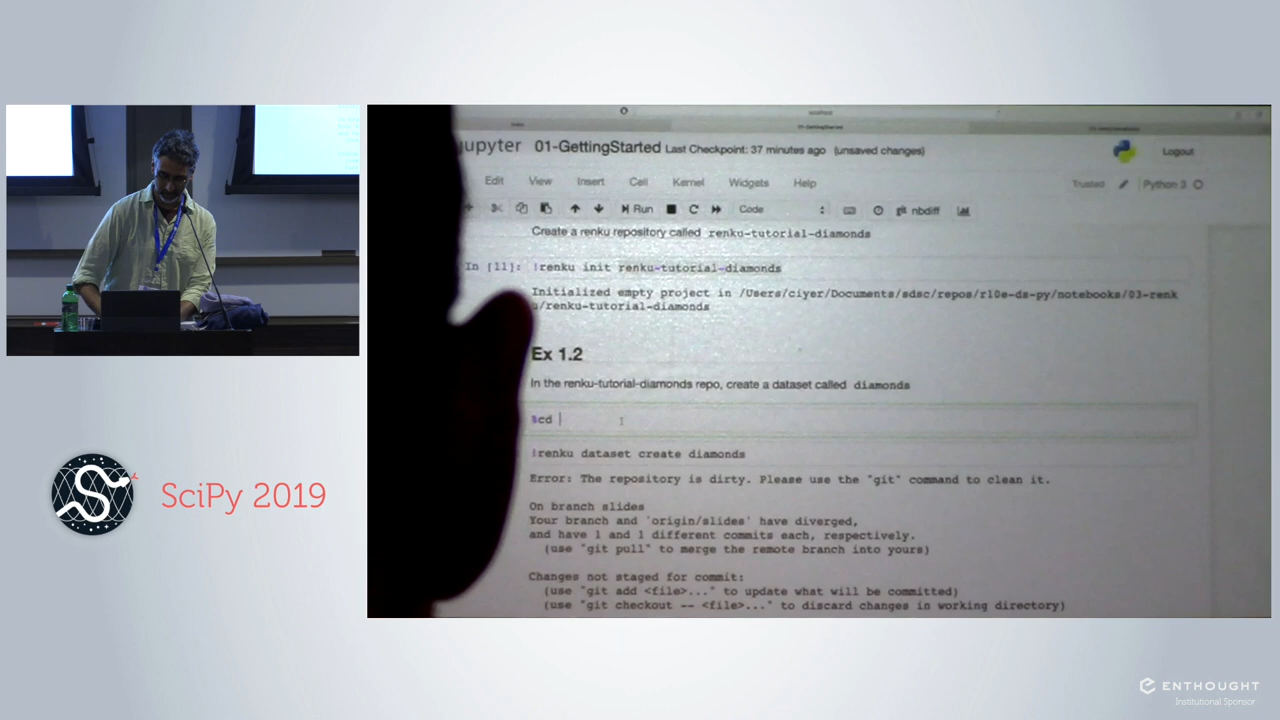 jupyter 01-GettingStarted Last Checkpoint: 37 minutes ago (unsaved changes)
Logout
Edit View Insert Cell Kernel Widgets Help
Trusted Python 3
Run Code nbdiff
Create a renku repository called renku-tutorial-diamonds
In [11]: !renku init renku-tutorial-diamonds
Initialized empty project in /Users/ciyer/Documents/sdsc/repos/r10e-ds-py/notebooks/03-renk
u/renku-tutorial-diamonds
Ex 1.2
In the renku-tutorial-diamonds repo, create a dataset called diamonds
%cd
!renku dataset create diamonds
Error: The repository is dirty. Please use the "git" command to clean it.
On branch slides
Your branch and 'origin/slides' have diverged,
and have 1 and 1 different commits each, respectively.
(use "git pull" to merge the remote branch into yours)
Changes not staged for commit:
(use "git add <file>..." to update what will be committed)
(use "git checkout -- <file>..." to discard changes in working directory)
SciPy 2019
ENTHOUGHT
Institutional Sponsor